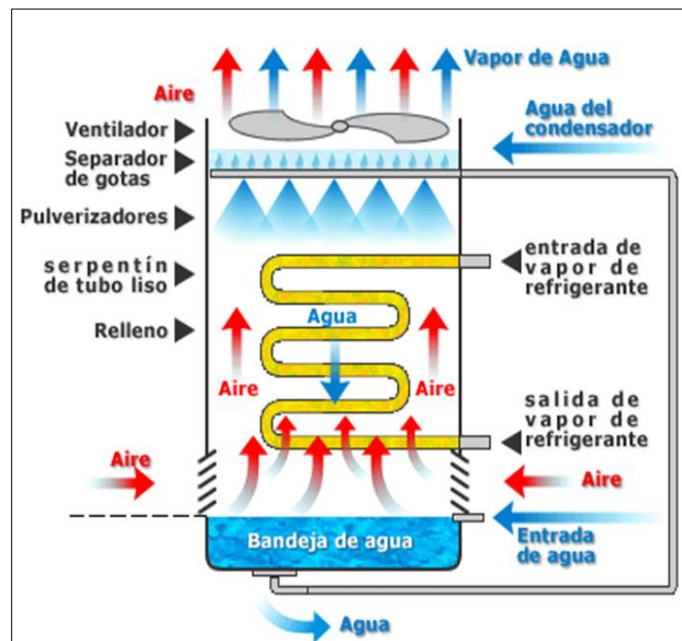 Vapor de Agua
Aire
Ventilador
Agua del
condensador
Separador
de gotas
Pulverizadores
entrada de
vapor de
refrigerante
serpentín
de tubo liso
Agua
Relleno
Aire
Aire
salida de
vapor de
refrigerante
Aire
Aire
Bandeja de agua
Entrada
de agua
Agua